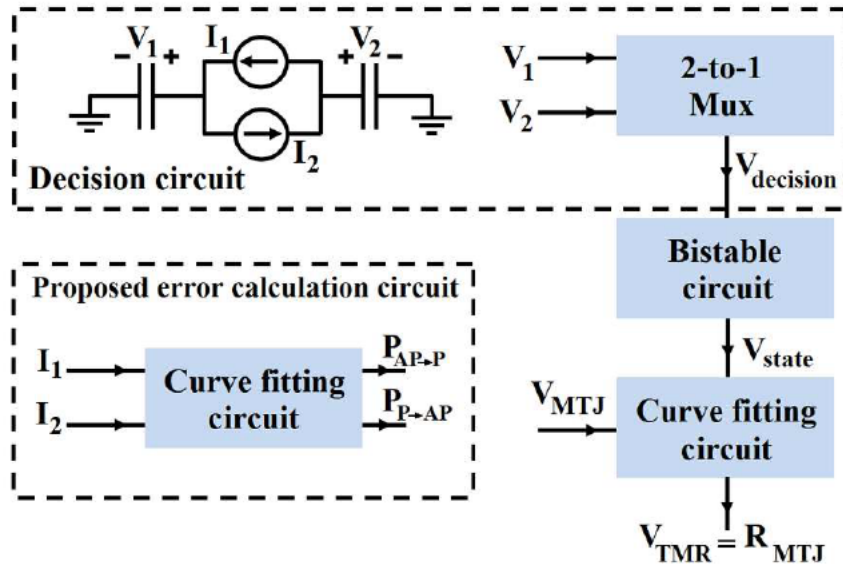 V1
I1
V2
I2
Decision circuit
V1
V2
2-to-1
Mux
Vdecision
Bistable
circuit
Vstate
VMTJ
Curve fitting
circuit
VTMR = RMTJ
Proposed error calculation circuit
I1
I2
Curve fitting
circuit
PAP→P
PP→AP